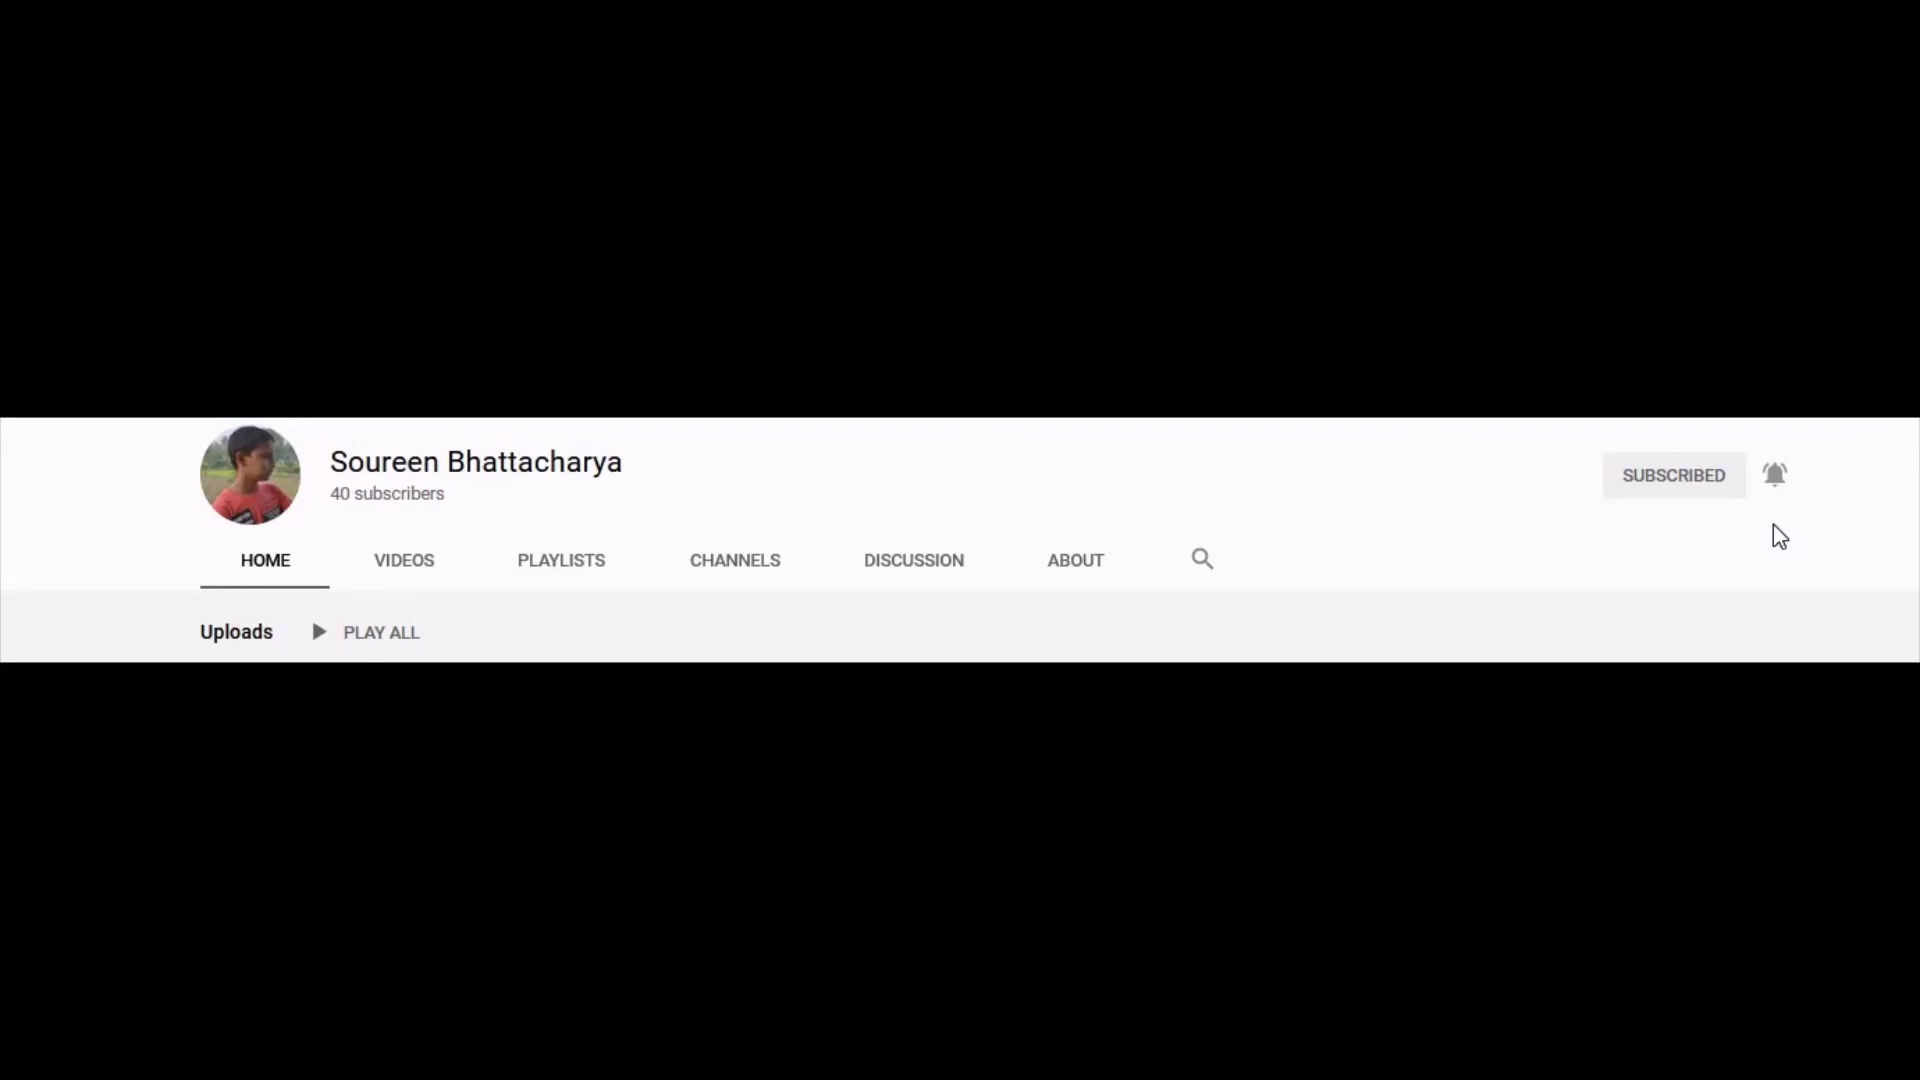 Soureen Bhattacharya
40 subscribers
SUBSCRIBED
HOME VIDEOS PLAYLISTS CHANNELS DISCUSSION ABOUT
Uploads PLAY ALL